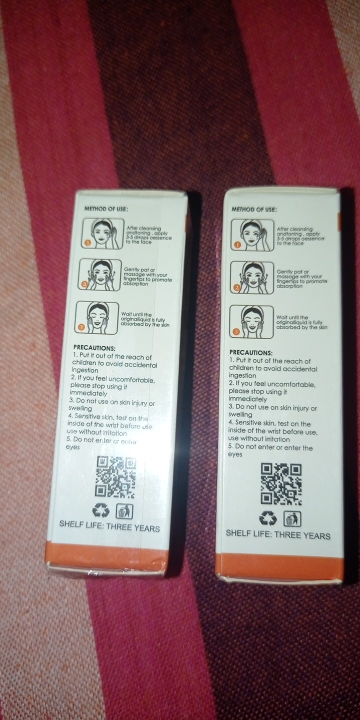 METHOD OF USE:
After cleansing
andtoning , apply
3-5 drops oessence
to the face
Gently pat or
massage with your
fingertips to promote
absorption
Wait until the
originalliquid is fully
absorbed by the skin
PRECAUTIONS:
1. Put it out of the reach of
children to avoid accidental
ingestion
2. If you feel uncomfortable,
please stop using it
immediately
3. Do not use on skin injury or
swelling
4. Sensitive skin, test on the
inside of the wrist before use,
use without irritation
5. Do not enter or enter
eyes
SHELF LIFE: THREE YEARS
METHOD OF USE:
1
After cleansing
andtoning , apply
3-5 drops oessence
to the face
2
Gently pat or
massage with your
fingertips to promote
absorption
3
Wait until the
originalliquid is fully
absorbed by the skin
PRECAUTIONS:
1. Put it out of the reach of
children to avoid accidental
ingestion
2. If you feel uncomfortable,
please stop using it
immediately
3. Do not use on skin injury or
swelling
4. Sensitive skin, test on the
inside of the wrist before use,
use without irritation
5. Do not enter or enter the
eyes
SHELF LIFE: THREE YEARS